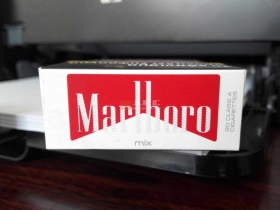 Marlboro
mix
20 CLASS A
CIGARETTES